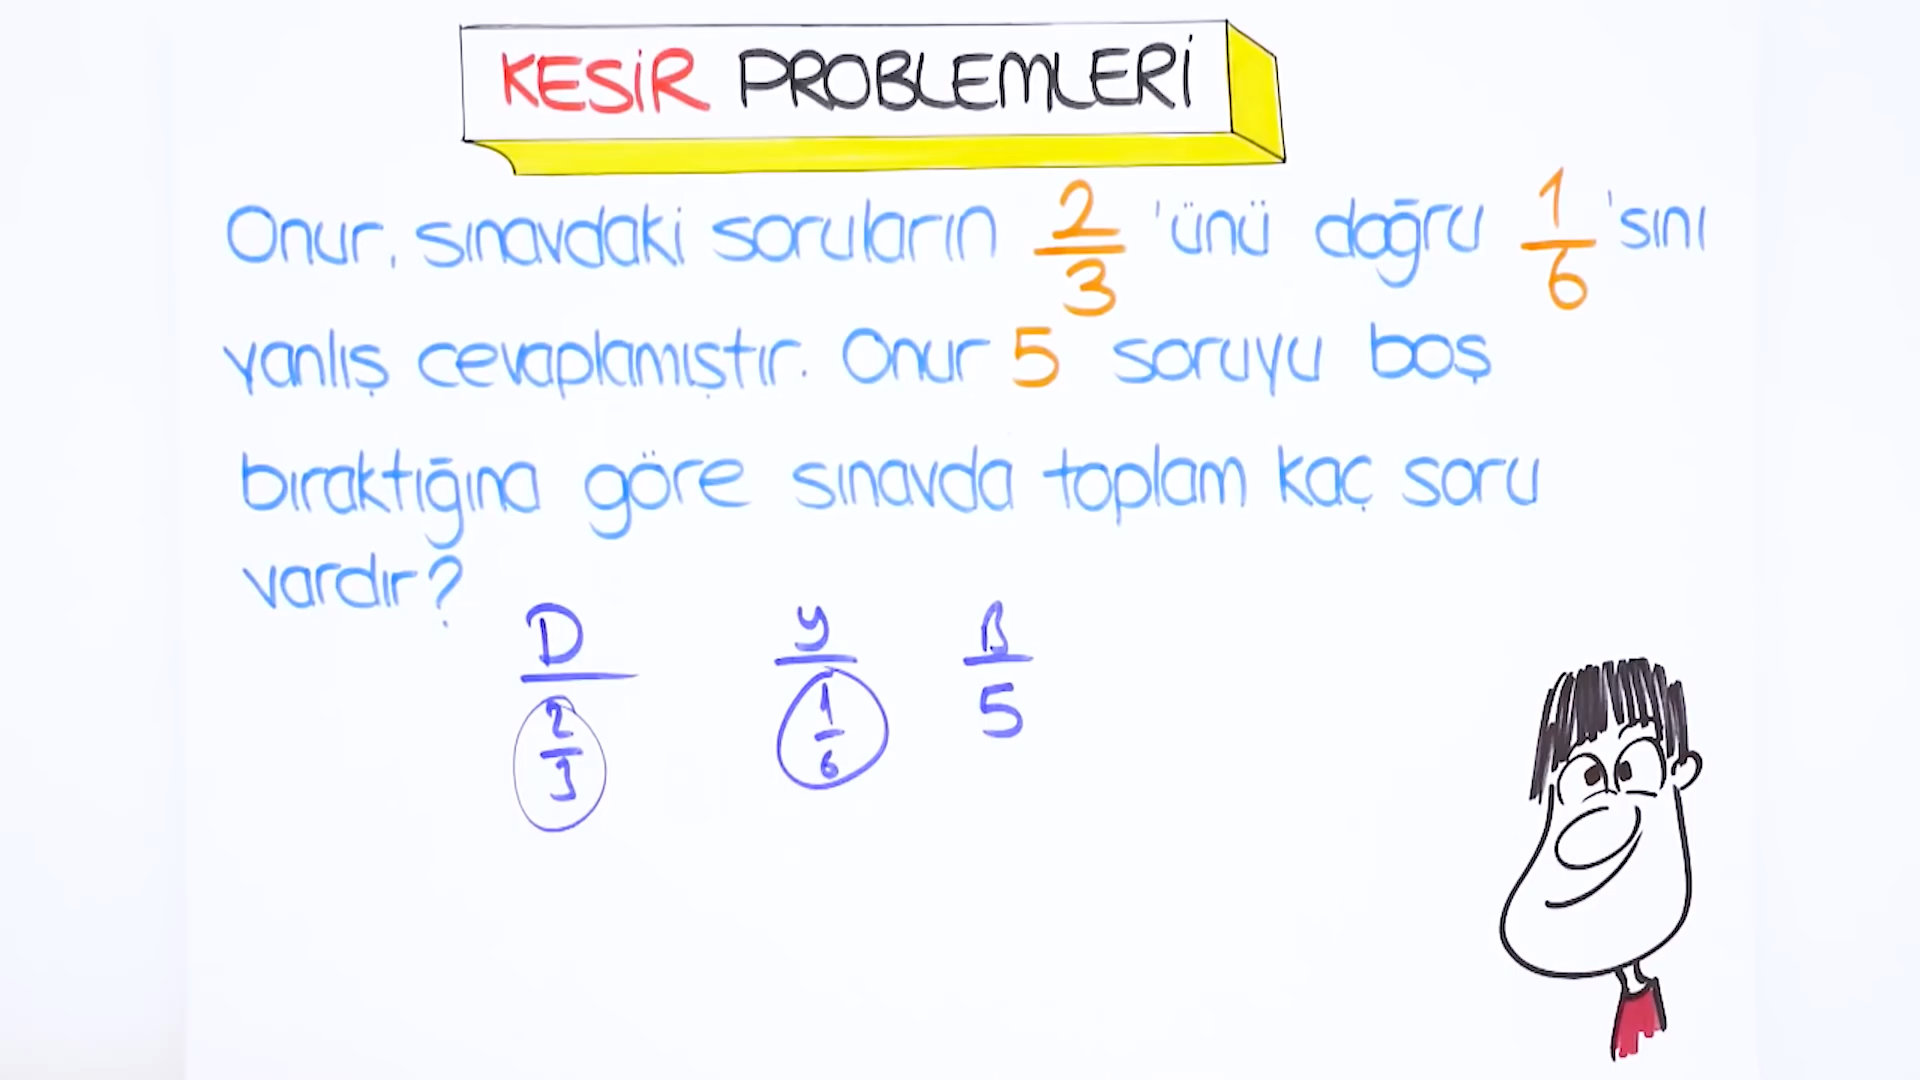 KESİR PROBLEMLERİ
Onur, sınavdaki soruların 2/3 'ünü doğru 1/6 'sını
yanlış cevaplamıştır. Onur 5 soruyu boş
bıraktığına göre sınavda toplam kaç soru
vardır?
D y B
2/3 1/6 5